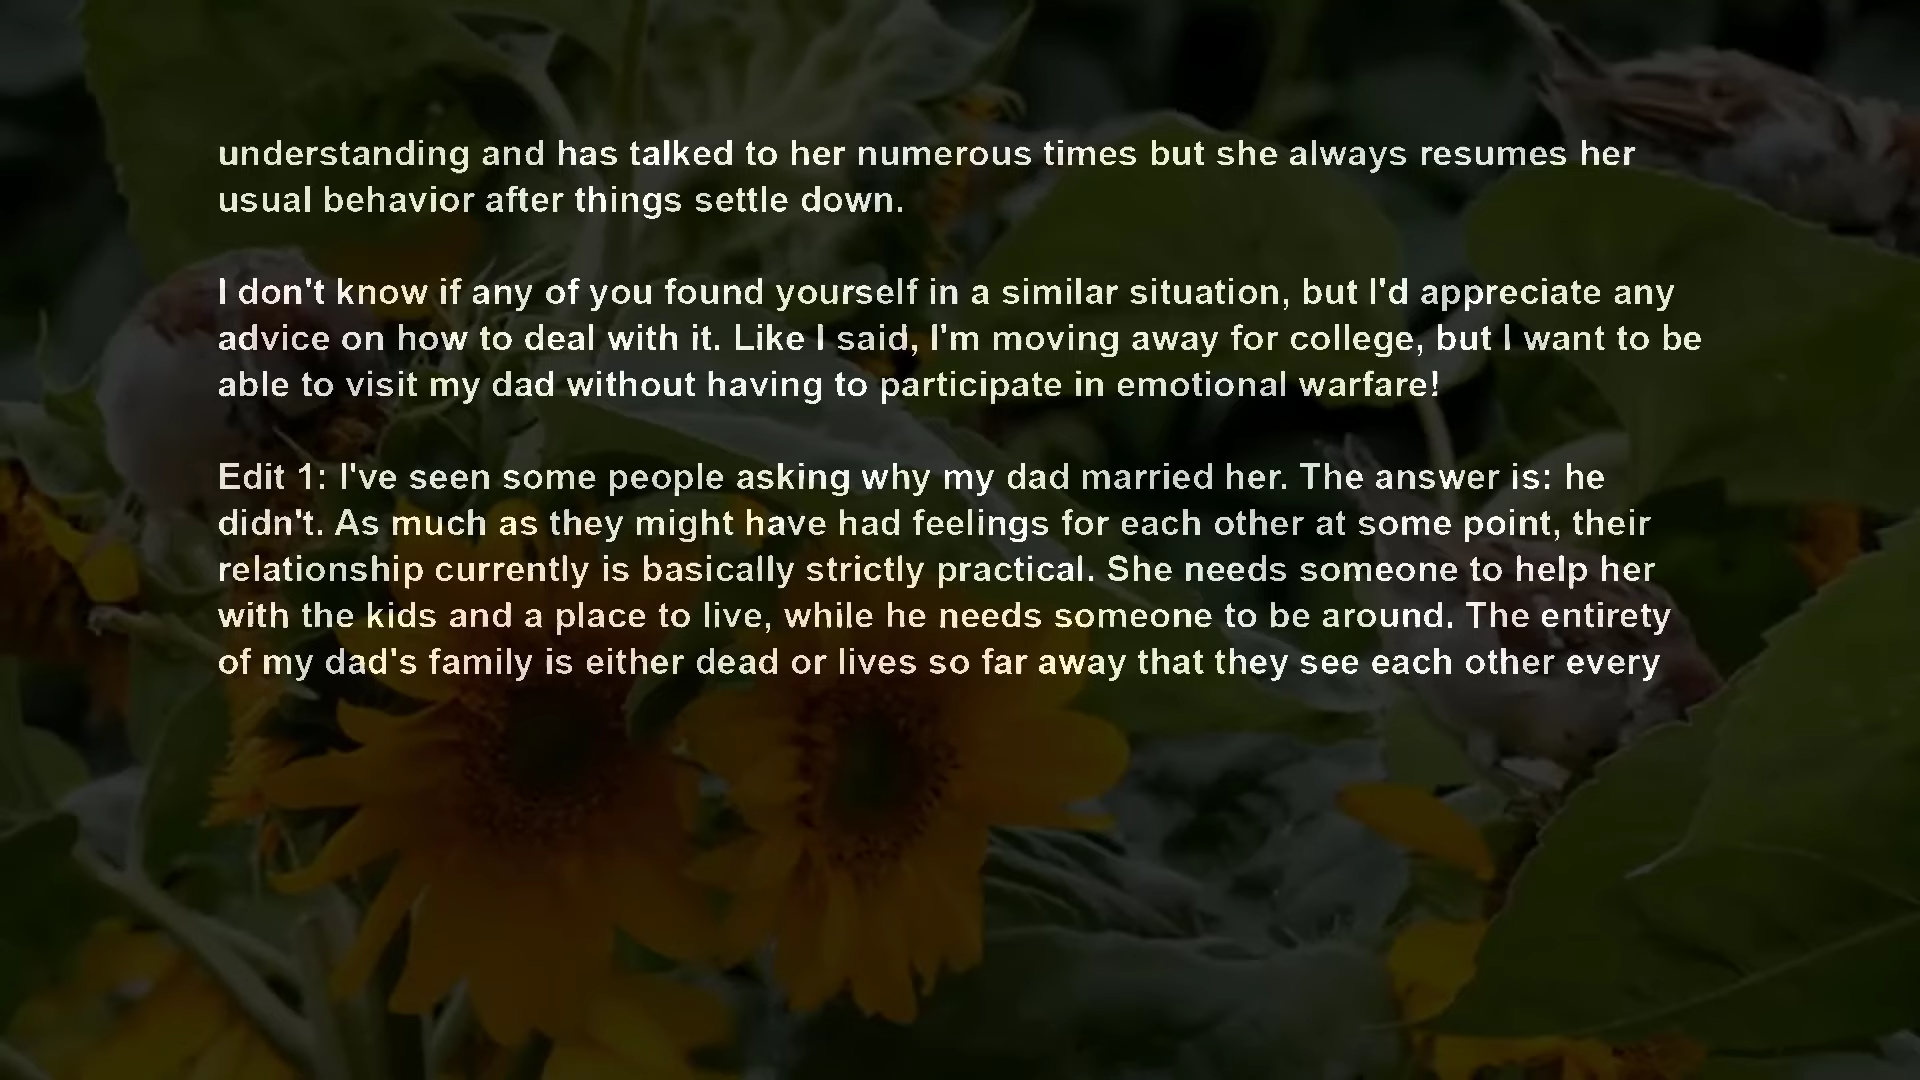 understanding and has talked to her numerous times but she always resumes her
usual behavior after things settle down.
I don't know if any of you found yourself in a similar situation, but I'd appreciate any
advice on how to deal with it. Like I said, I'm moving away for college, but I want to be
able to visit my dad without having to participate in emotional warfare!
Edit 1: I've seen some people asking why my dad married her. The answer is: he
didn't. As much as they might have had feelings for each other at some point, their
relationship currently is basically strictly practical. She needs someone to help her
with the kids and a place to live, while he needs someone to be around. The entirety
of my dad's family is either dead or lives so far away that they see each other every